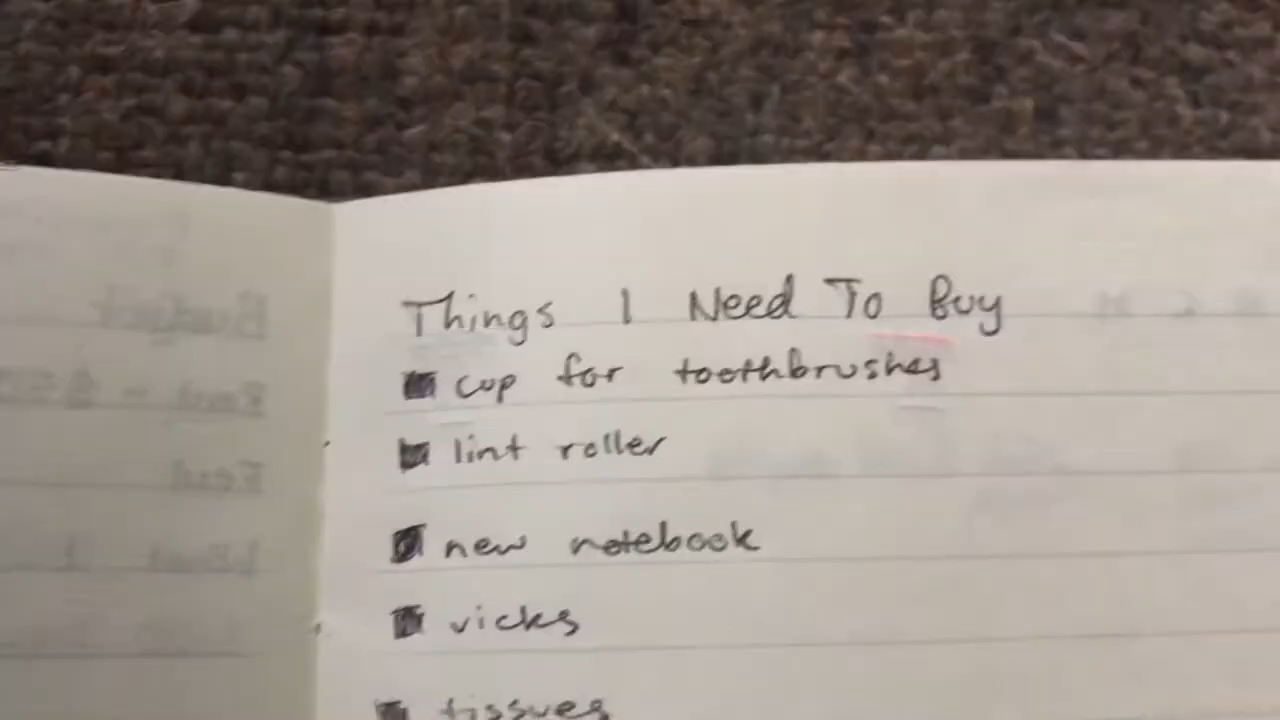 Things I Need To Buy
cup for toothbrushes
lint roller
new notebook
vicks
tissues